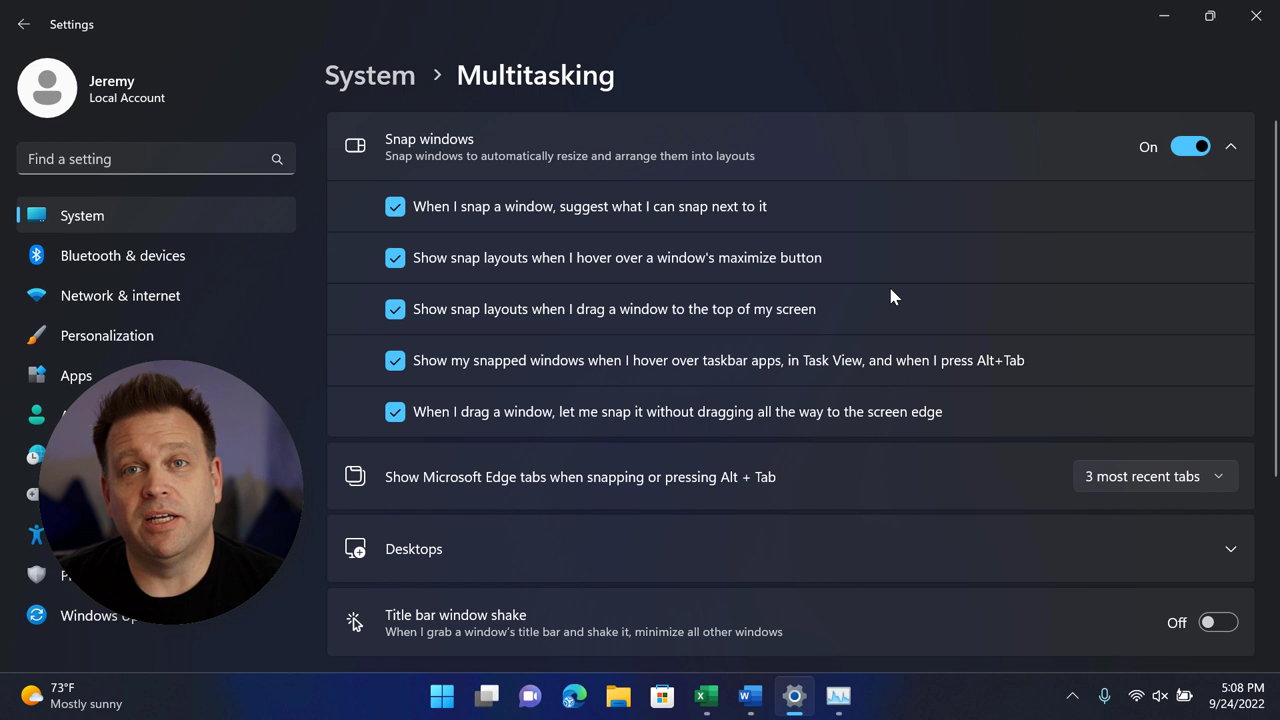 Settings
Jeremy
Local Account
Find a setting
System
Bluetooth & devices
Network & internet
Personalization
Apps
Windows
System > Multitasking
Snap windows
Snap windows to automatically resize and arrange them into layouts
On
When I snap a window, suggest what I can snap next to it
Show snap layouts when I hover over a window's maximize button
Show snap layouts when I drag a window to the top of my screen
Show my snapped windows when I hover over taskbar apps, in Task View, and when I press Alt+Tab
When I drag a window, let me snap it without dragging all the way to the screen edge
Show Microsoft Edge tabs when snapping or pressing Alt + Tab
3 most recent tabs
Desktops
Title bar window shake
When I grab a window's title bar and shake it, minimize all other windows
Off
73°F
Mostly sunny
5:08 PM
9/24/2022